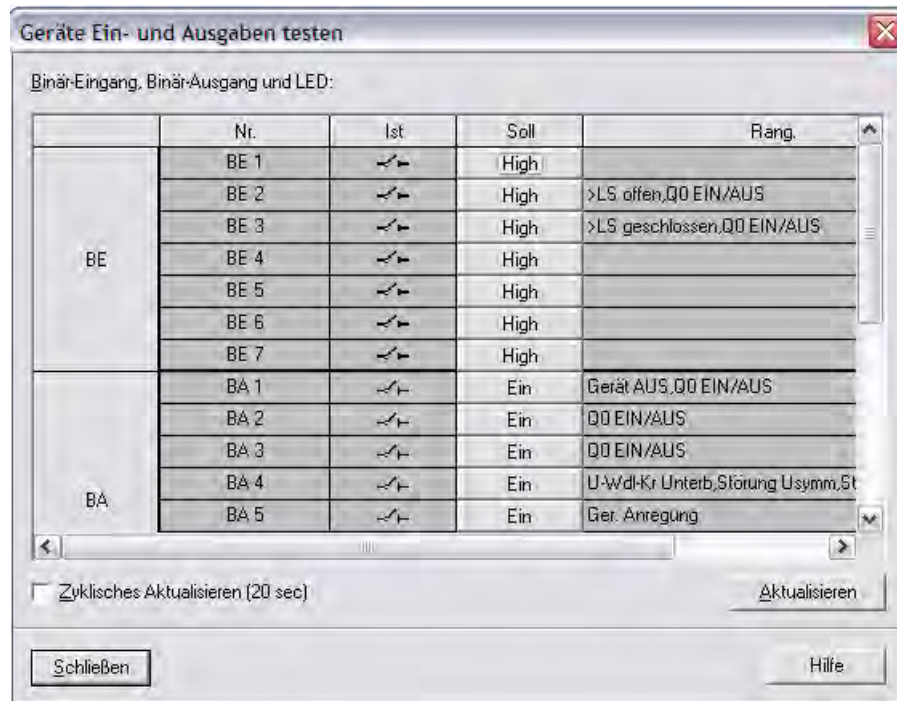 Geräte Ein- und Ausgaben testen
Binär-Eingang, Binär-Ausgang und LED:
Nr. Ist Soll Rang.
BE
BE 1 High
BE 2 High >LS offen,Q0 EIN/AUS
BE 3 High >LS geschlossen,Q0 EIN/AUS
BE 4 High
BE 5 High
BE 6 High
BE 7 High
BA
BA 1 Ein Gerät AUS,Q0 EIN/AUS
BA 2 Ein Q0 EIN/AUS
BA 3 Ein Q0 EIN/AUS
BA 4 Ein U-Wdl-Kr Unterb,Störung Usymm,St
BA 5 Ein Ger. Anregung
Zyklisches Aktualisieren (20 sec) Aktualisieren
Schließen Hilfe